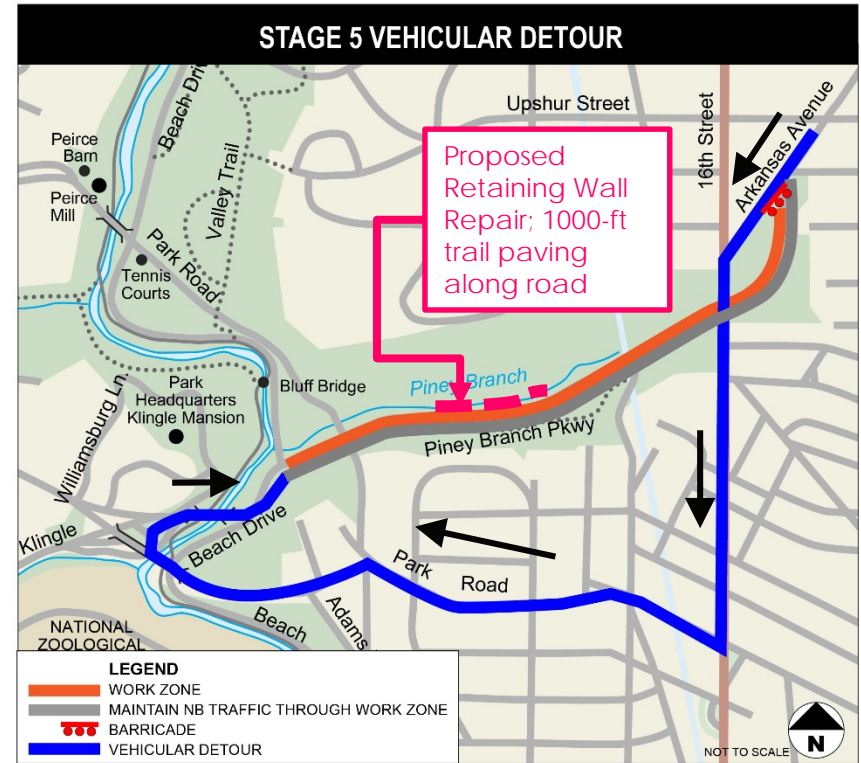 STAGE 5 VEHICULAR DETOUR
Beach Driv
Upshur Street
16th Street
Arkansas Avenue
Peirce
Barn
Peirce
Mill
Valley Trail
Park Road
Tennis
Courts
Proposed
Retaining Wall
Repair; 1000-ft
trail paving
along road
Park
Headquarters
Klingle Mansion
Bluff Bridge
Piney Branch
Piney Branch Pkwy
Williamsburg Ln.
Klingle
Beach Drive
Park Road
Beach
Adams
NATIONAL
ZOOLOGICAL
LEGEND
WORK ZONE
MAINTAIN NB TRAFFIC THROUGH WORK ZONE
BARRICADE
VEHICULAR DETOUR
NOT TO SCALE
N